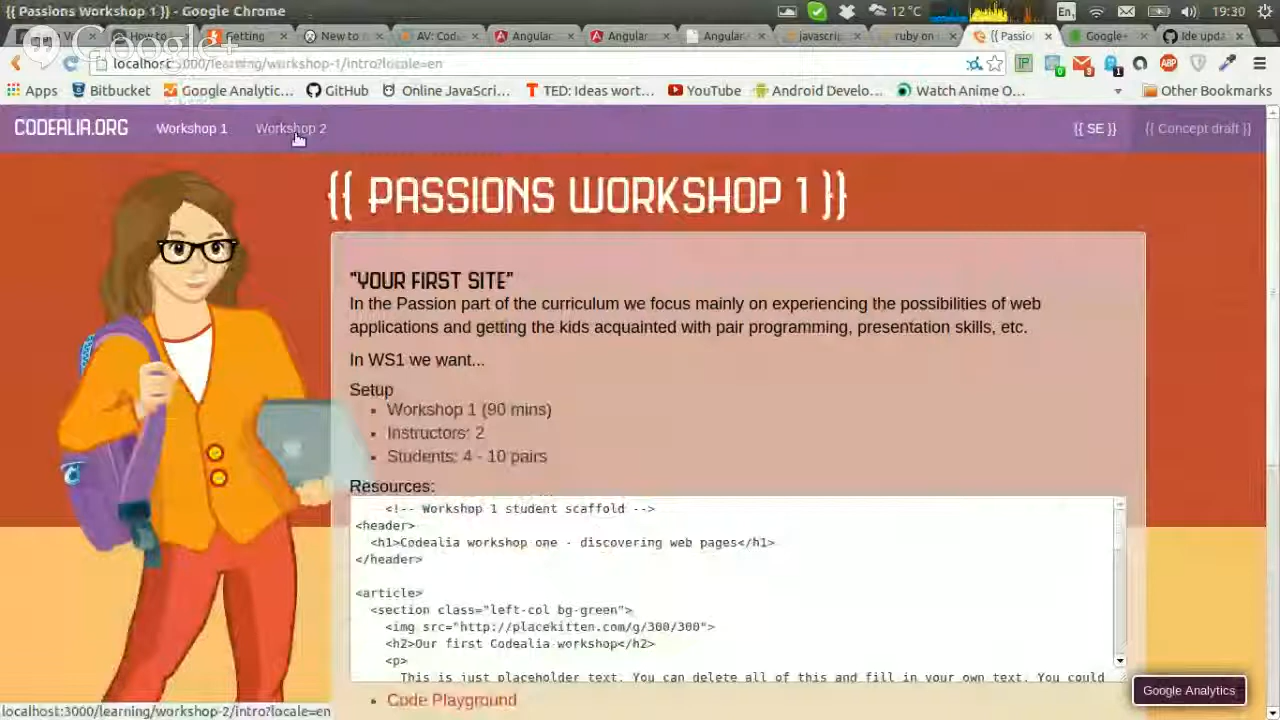 {{ Passions Workshop 1 }} - Google Chrome
12 °C
En
19:30
Google+
How to
Getting
New to
AV: Cod
Angular
Angular
Angular
javascri
ruby on
{{ Passio
Google+
Ide upda
localhost:3000/learning/workshop-1/intro?locale=en
Apps
Bitbucket
Google Analytic...
GitHub
Online JavaScri...
TED: Ideas wort...
YouTube
Android Develo...
Watch Anime O...
Other Bookmarks
CODEALIA.ORG
Workshop 1
Workshop 2
{{ SE }}
{{ Concept draft }}
{{ PASSIONS WORKSHOP 1 }}
"YOUR FIRST SITE"
In the Passion part of the curriculum we focus mainly on experiencing the possibilities of web
applications and getting the kids acquainted with pair programming, presentation skills, etc.
In WS1 we want...
Setup
Workshop 1 (90 mins)
Instructors: 2
Students: 4 - 10 pairs
Resources:
<!-- Workshop 1 student scaffold -->
<header>
<h1>Codealia workshop one - discovering web pages</h1>
</header>
<article>
<section class="left-col bg-green">
<img src="http://placekitten.com/g/300/300">
<h2>Our first Codealia workshop</h2>
<p>
This is just placeholder text. You can delete all of this and fill in your own text. You could
Code Playground
Google Analytics
localhost:3000/learning/workshop-2/intro?locale=en